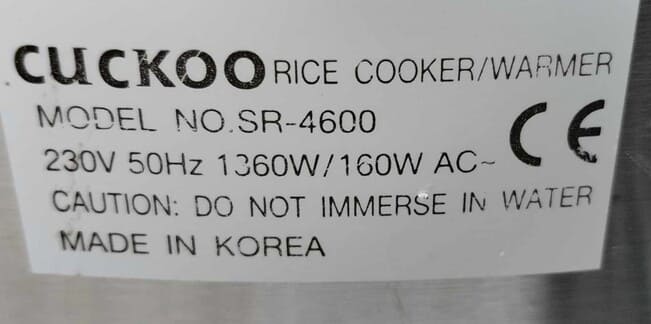 CUCKOO RICE COOKER/WARMER
MODEL NO.SR-4600
230V 50Hz 1360W/160W AC~
CAUTION: DO NOT IMMERSE IN WATER
MADE IN KOREA
CE